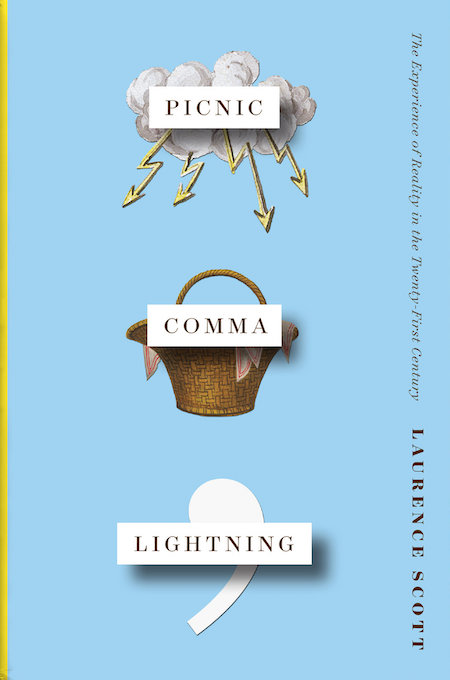 PICNIC
COMMA
LIGHTNING
The Experience of Reality in the Twenty-First Century
LAURENCE SCOTT